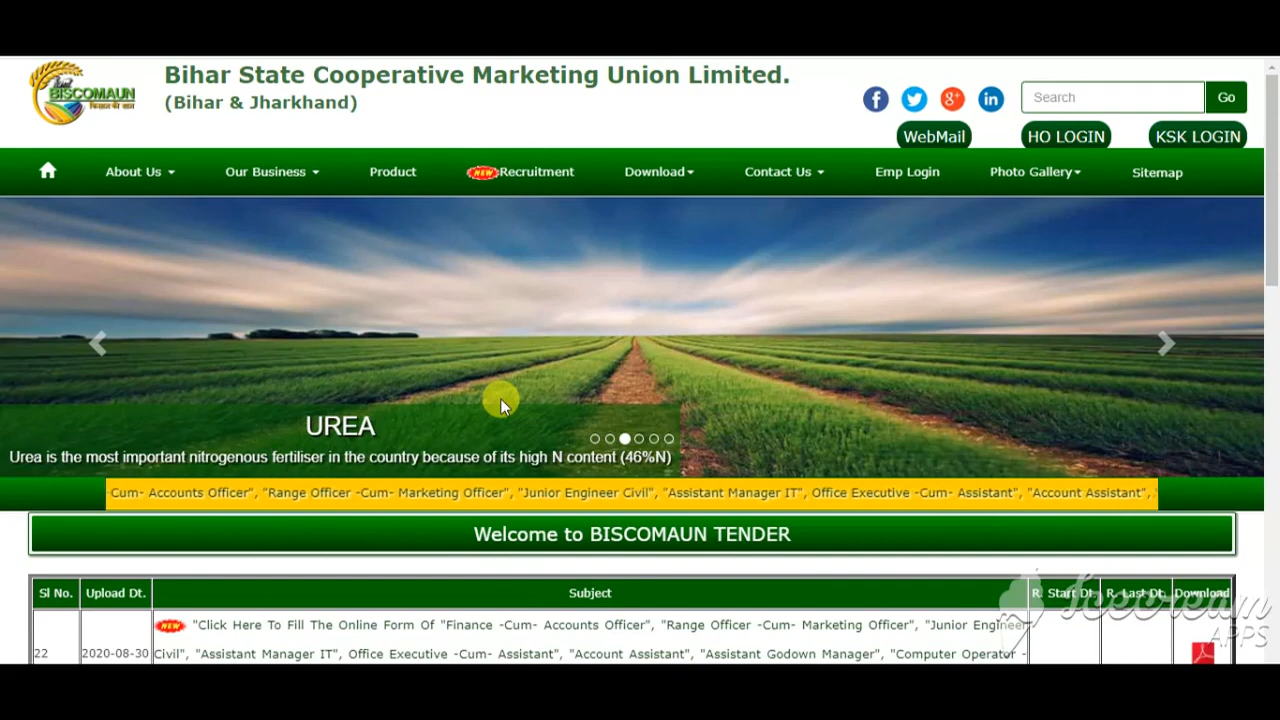 Bihar State Cooperative Marketing Union Limited.
(Bihar & Jharkhand)
BISCOMAUN
Search
Go
WebMail
HO LOGIN
KSK LOGIN
About Us
Our Business
Product
NEW Recruitment
Download
Contact Us
Emp Login
Photo Gallery
Sitemap
UREA
Urea is the most important nitrogenous fertiliser in the country because of its high N content (46%N)
Cum- Accounts Officer", "Range Officer -Cum- Marketing Officer", "Junior Engineer Civil", "Assistant Manager IT", Office Executive -Cum- Assistant", "Account Assistant",
Welcome to BISCOMAUN TENDER
Sl No. Upload Dt. Subject R. Start Dt. R. Last Dt. Download
NEW "Click Here To Fill The Online Form Of "Finance -Cum- Accounts Officer", "Range Officer -Cum- Marketing Officer", "Junior Engineer
22 2020-08-30 Civil", "Assistant Manager IT", Office Executive -Cum- Assistant", "Account Assistant", "Assistant Godown Manager", "Computer Operator -
Icecream
APPS